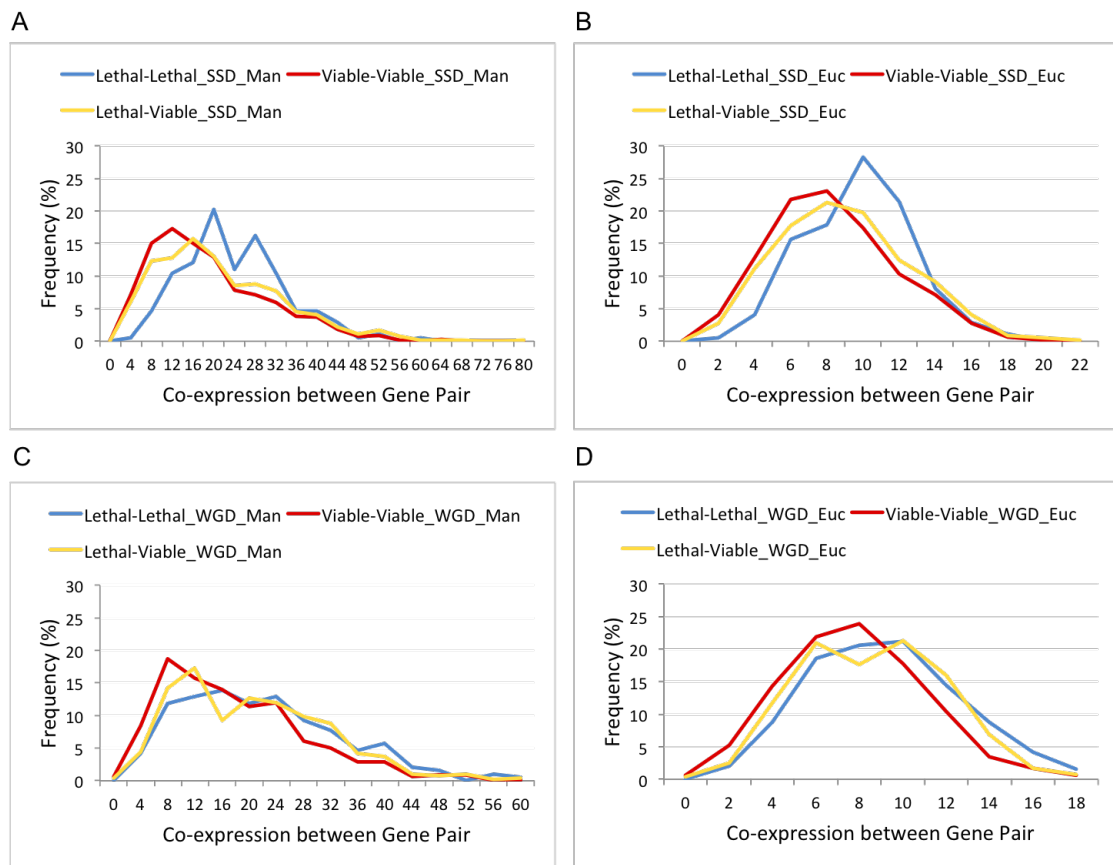 A
Lethal-Lethal_SSD_Man Viable-Viable_SSD_Man
Lethal-Viable_SSD_Man
30
25
20
15
10
5
0
Frequency (%)
0 4 8 12 16 20 24 28 32 36 40 44 48 52 56 60 64 68 72 76 80
Co-expression between Gene Pair
B
Lethal-Lethal_SSD_Euc Viable-Viable_SSD_Euc
Lethal-Viable_SSD_Euc
30
25
20
15
10
5
0
Frequency (%)
0 2 4 6 8 10 12 14 16 18 20 22
Co-expression between Gene Pair
C
Lethal-Lethal_WGD_Man Viable-Viable_WGD_Man
Lethal-Viable_WGD_Man
30
25
20
15
10
5
0
Frequency (%)
0 4 8 12 16 20 24 28 32 36 40 44 48 52 56 60
Co-expression between Gene Pair
D
Lethal-Lethal_WGD_Euc Viable-Viable_WGD_Euc
Lethal-Viable_WGD_Euc
30
25
20
15
10
5
0
Frequency (%)
0 2 4 6 8 10 12 14 16 18
Co-expression between Gene Pair